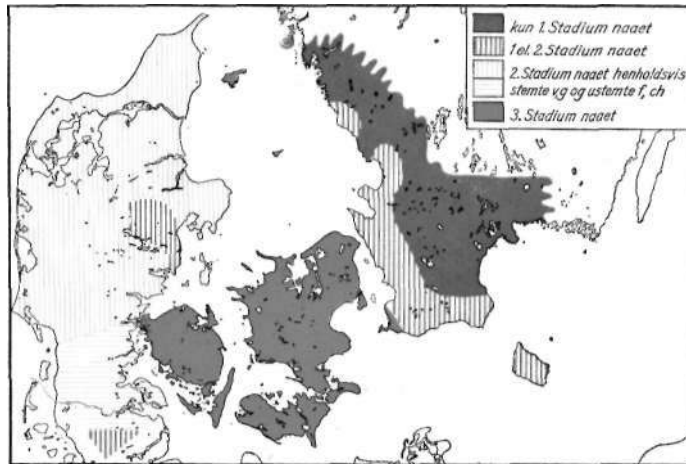 kun 1. Stadium naaet
1 el. 2. Stadium naaet
2. Stadium naaet henholdsvis
stemte v,g og ustemte f, ch
3. Stadium naaet